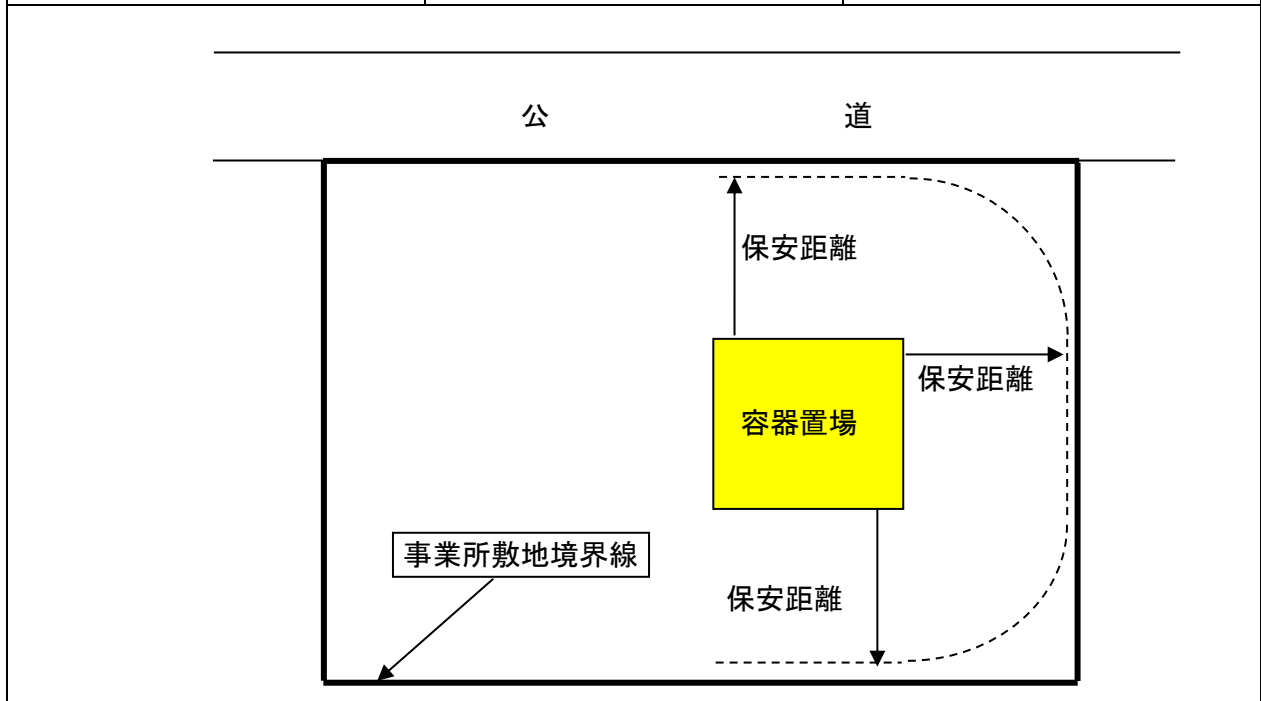 公道
保安距離
保安距離
容器置場
事業所敷地境界線
保安距離